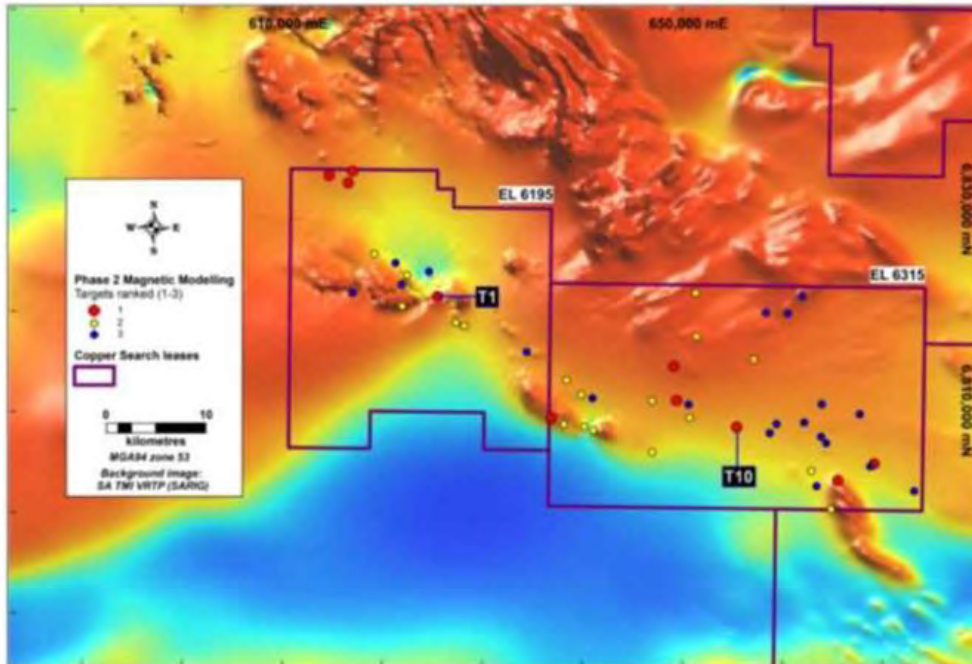 610,000 mE
650,000 mE
EL 6195
6,830,000 mN
EL 6315
N
W E
S
Phase 2 Magnetic Modelling
Targets ranked (1-3)
1
2
3
Copper Search leases
0 10
kilometres
MGA94 zone 53
Background image:
SA TMI VRTP (SARIG)
T1
6,810,000 mN
T10